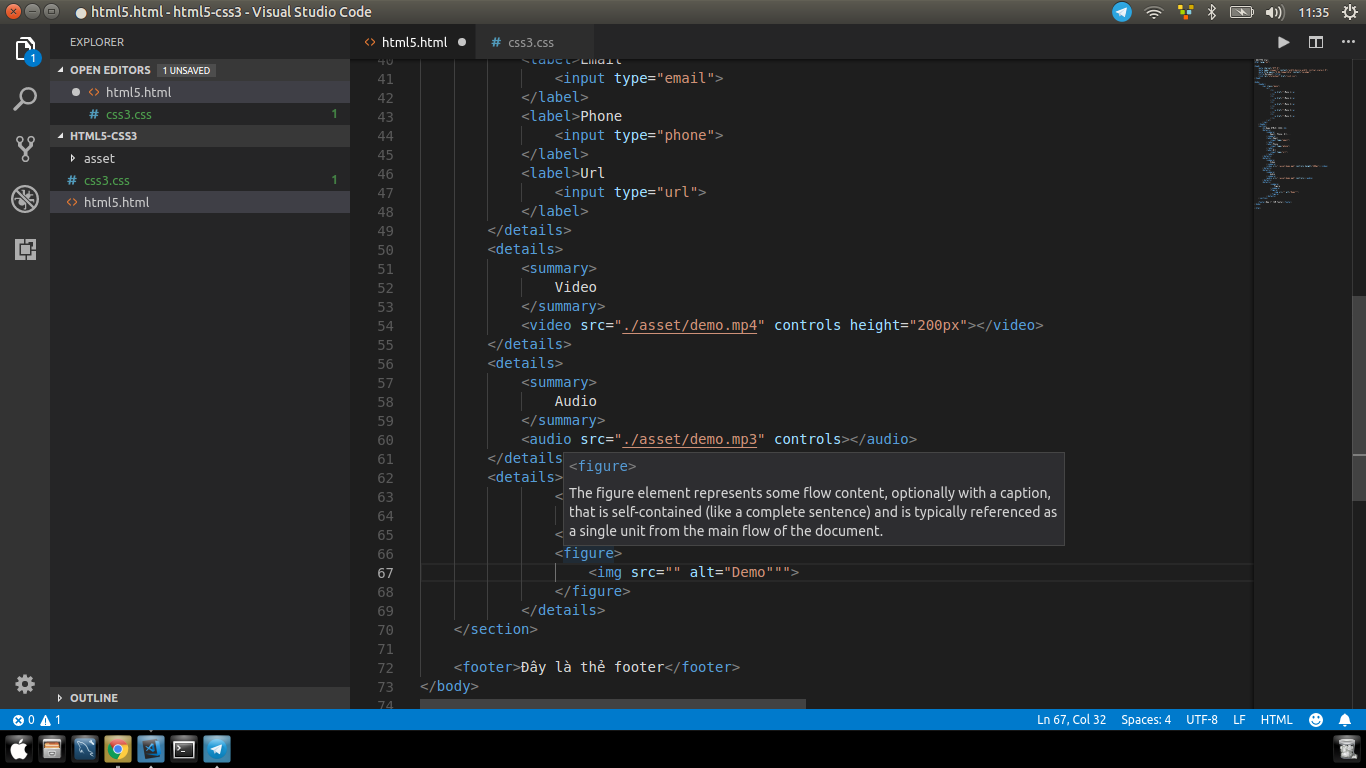 html5.html - html5-css3 - Visual Studio Code
11:35
EXPLORER
OPEN EDITORS 1 UNSAVED
html5.html
css3.css 1
HTML5-CSS3
asset
css3.css 1
html5.html
OUTLINE
html5.html
css3.css
40 <label>Email
41 <input type="email">
42 </label>
43 <label>Phone
44 <input type="phone">
45 </label>
46 <label>Url
47 <input type="url">
48 </label>
49 </details>
50 <details>
51 <summary>
52 Video
53 </summary>
54 <video src="./asset/demo.mp4" controls height="200px"></video>
55 </details>
56 <details>
57 <summary>
58 Audio
59 </summary>
60 <audio src="./asset/demo.mp3" controls></audio>
61 </details
62 <details>
<figure>
The figure element represents some flow content, optionally with a caption,
that is self-contained (like a complete sentence) and is typically referenced as
a single unit from the main flow of the document.
63 <
64
65 <
66 <figure>
67 <img src="" alt="Demo""">
68 </figure>
69 </details>
70 </section>
71
72 <footer>Đây là thẻ footer</footer>
73 </body>
74
1
0 1
Ln 67, Col 32 Spaces: 4 UTF-8 LF HTML